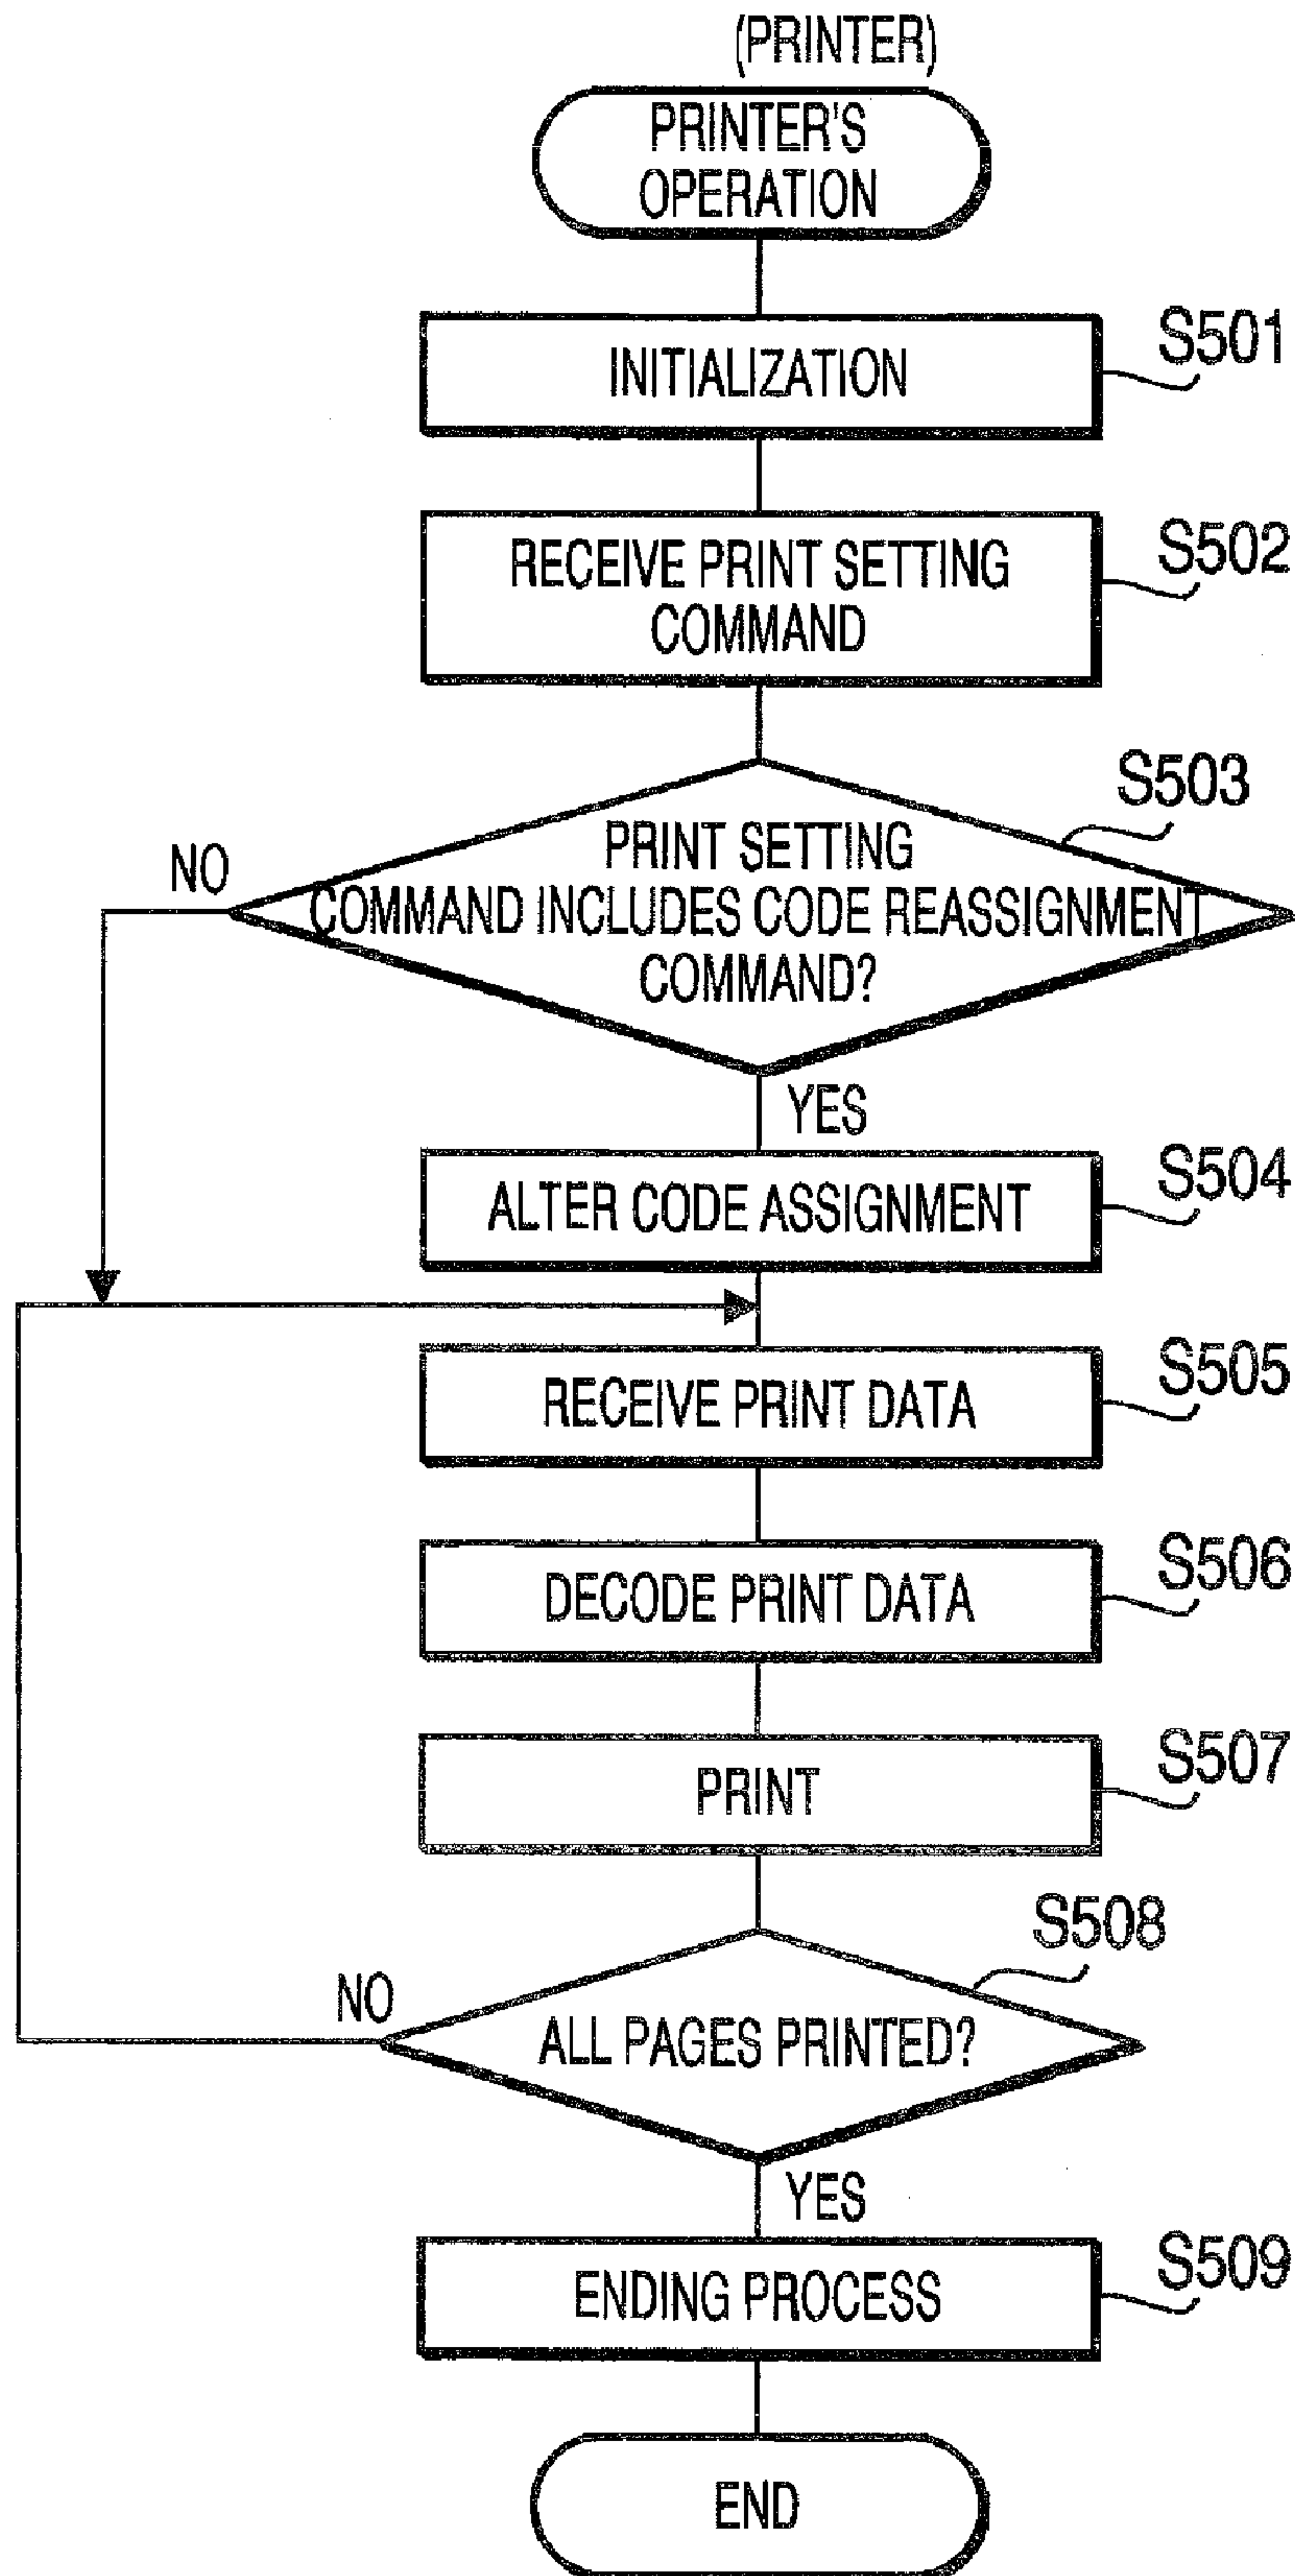 (PRINTER)
PRINTER'S
OPERATION
INITIALIZATION
S501
RECEIVE PRINT SETTING
COMMAND
S502
S503
PRINT SETTING
COMMAND INCLUDES CODE REASSIGNMENT
COMMAND?
NO
YES
ALTER CODE ASSIGNMENT
S504
RECEIVE PRINT DATA
S505
DECODE PRINT DATA
S506
PRINT
S507
S508
ALL PAGES PRINTED?
NO
YES
ENDING PROCESS
S509
END